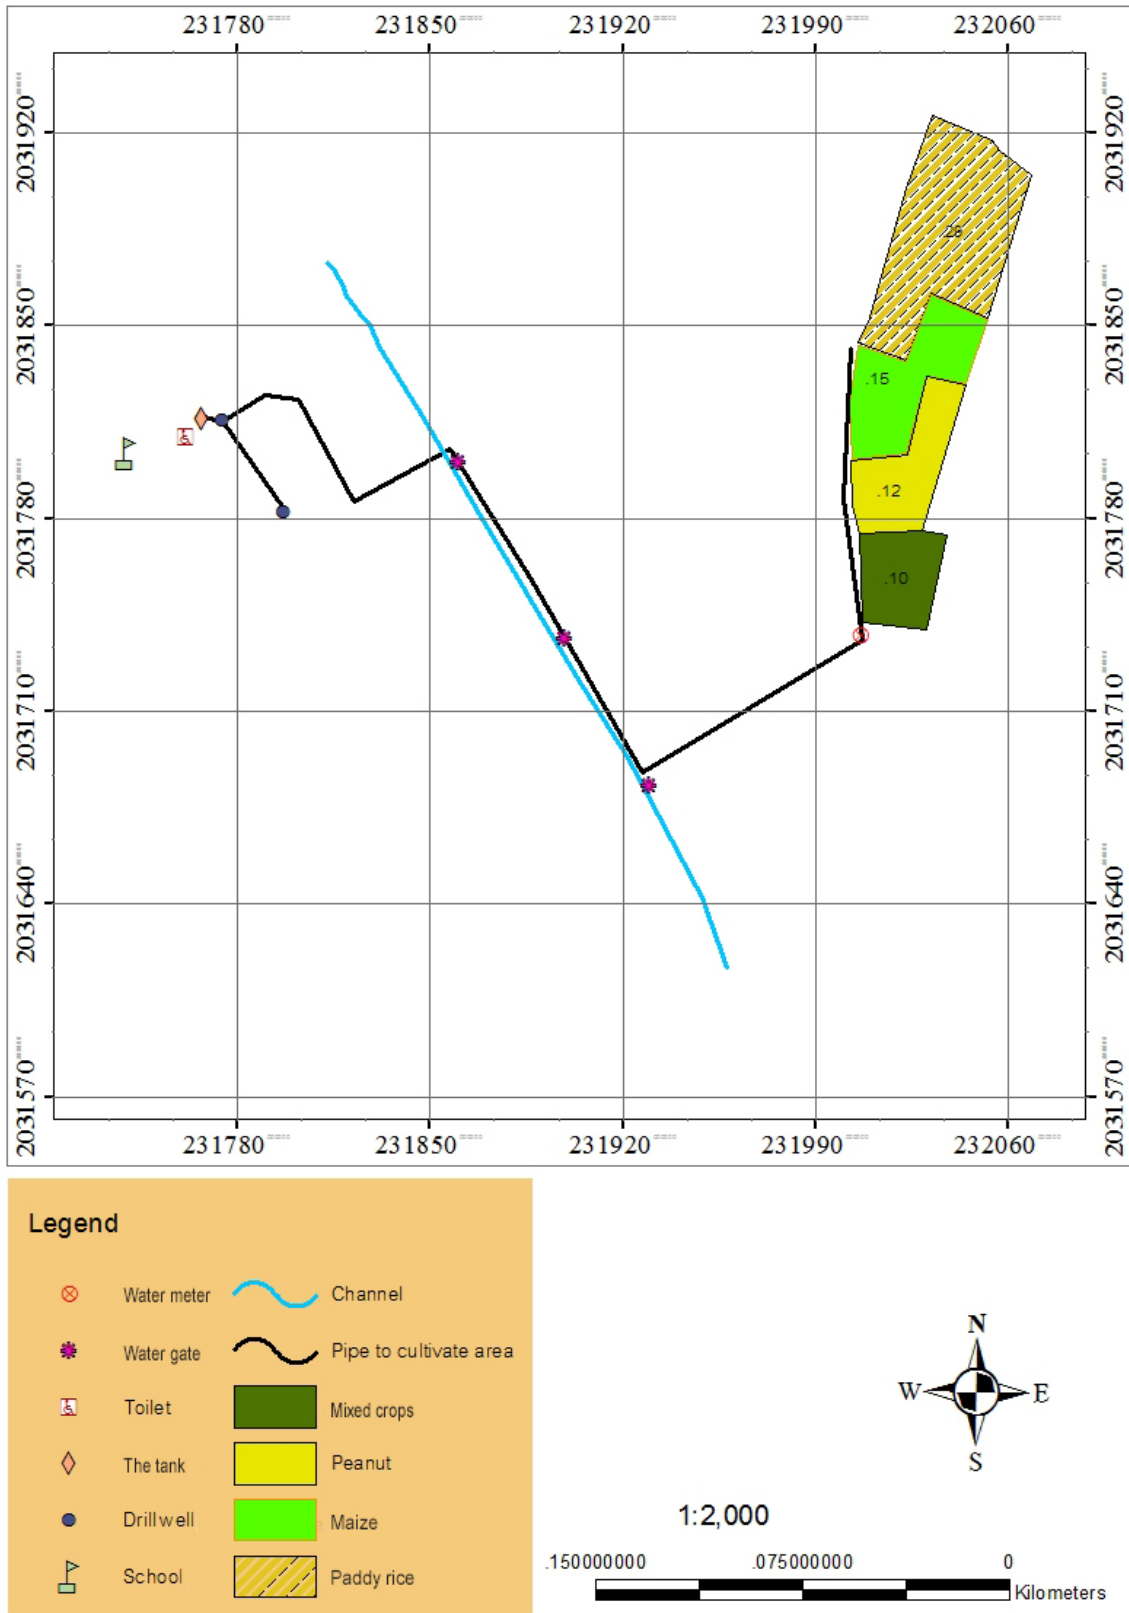 231780 231850 231920 231990 232060
2031920 2031920
.29
2031850 2031850
.15
.12
2031780 2031780
.10
2031710 2031710
2031640 2031640
2031570 2031570
231780 231850 231920 231990 232060
Legend
Water meter Channel
Water gate Pipe to cultivate area
Toilet Mixed crops
The tank Peanut
Drillwell Maize
School Paddy rice
N
W E
S
1:2,000
.150000000 .075000000 0
Kilometers